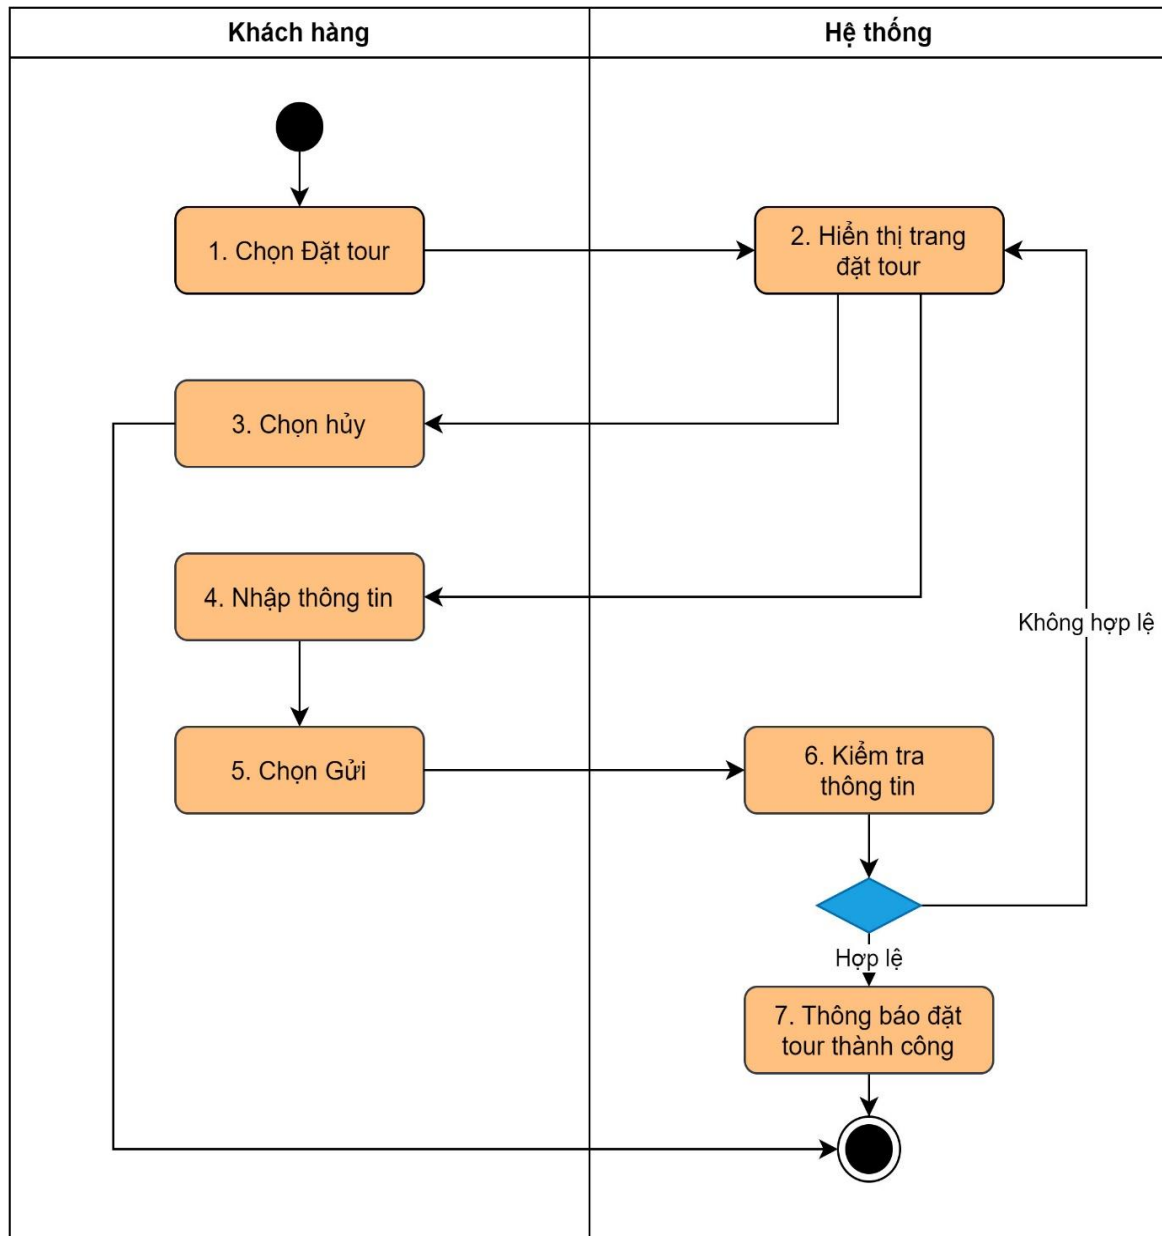 Khách hàng
Hệ thống
1. Chọn Đặt tour
2. Hiển thị trang
đặt tour
3. Chọn hủy
4. Nhập thông tin
Không hợp lệ
5. Chọn Gửi
6. Kiểm tra
thông tin
Hợp lệ
7. Thông báo đặt
tour thành công